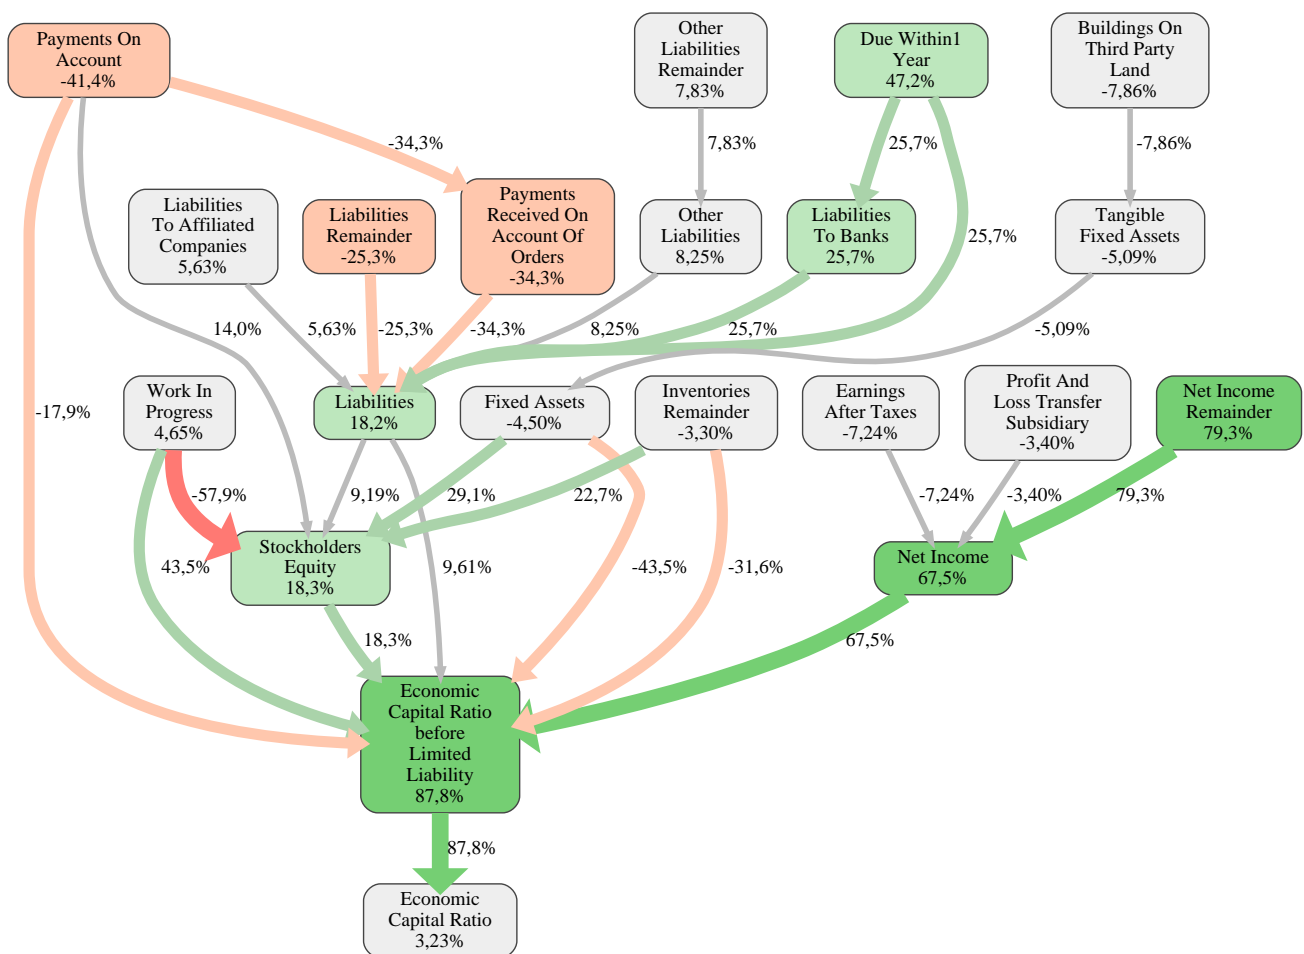 Payments On
Account
-41,4%
Other
Liabilities
Remainder
7,83%
Due Within1
Year
47,2%
Buildings On
Third Party
Land
-7,86%
-34,3%
7,83%
25,7%
-7,86%
Liabilities
To Affiliated
Companies
5,63%
Liabilities
Remainder
-25,3%
Payments
Received On
Account Of
Orders
-34,3%
Other
Liabilities
8,25%
Liabilities
To Banks
25,7%
25,7%
Tangible
Fixed Assets
-5,09%
14,0%
5,63%
-25,3%
-34,3%
8,25%
25,7%
-5,09%
-17,9%
Work In
Progress
4,65%
Liabilities
18,2%
Fixed Assets
-4,50%
Inventories
Remainder
-3,30%
Earnings
After Taxes
-7,24%
Profit And
Loss Transfer
Subsidiary
-3,40%
Net Income
Remainder
79,3%
-57,9%
9,19%
29,1%
22,7%
-7,24%
-3,40%
79,3%
43,5%
Stockholders
Equity
18,3%
9,61%
-43,5%
-31,6%
Net Income
67,5%
18,3%
67,5%
Economic
Capital Ratio
before
Limited
Liability
87,8%
87,8%
Economic
Capital Ratio
3,23%